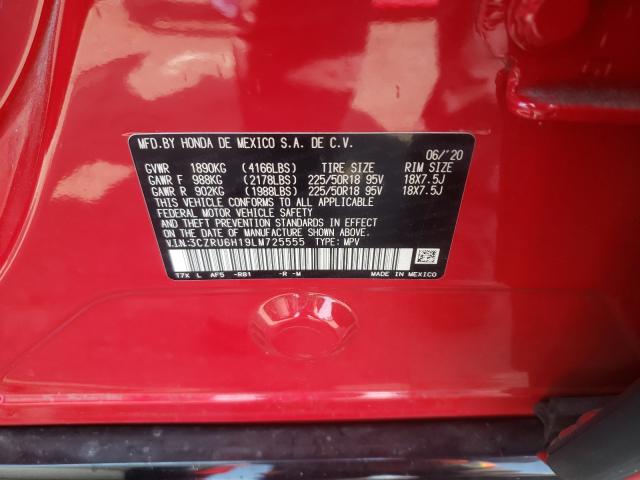 MFD.BY HONDA DE MEXICO S.A. DE C.V.
06/'20
GVWR 1890KG (4166LBS) TIRE SIZE RIM SIZE
GAWR F 988KG (2178LBS) 225/50R18 95V 18X7.5J
GAWR R 902KG (1988LBS) 225/50R18 95V 18X7.5J
THIS VEHICLE CONFORMS TO ALL APPLICABLE
FEDERAL MOTOR VEHICLE SAFETY
AND THEFT PREVENTION STANDARDS IN EFFECT
ON THE DATE OF MANUFACTURE SHOWN ABOVE.
V.I.N:3CZRU6H19LM725555 TYPE: MPV
T7X L AF5 -R81 -R -M MADE IN MEXICO